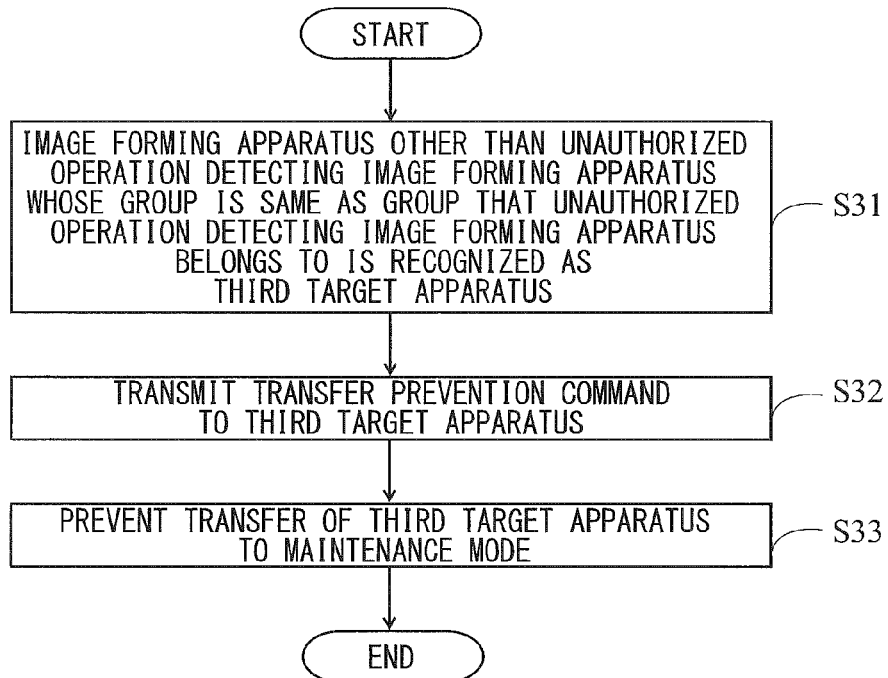 START
IMAGE FORMING APPARATUS OTHER THAN UNAUTHORIZED
OPERATION DETECTING IMAGE FORMING APPARATUS
WHOSE GROUP IS SAME AS GROUP THAT UNAUTHORIZED
OPERATION DETECTING IMAGE FORMING APPARATUS
BELONGS TO IS RECOGNIZED AS
THIRD TARGET APPARATUS
S31
TRANSMIT TRANSFER PREVENTION COMMAND
TO THIRD TARGET APPARATUS
S32
PREVENT TRANSFER OF THIRD TARGET APPARATUS
TO MAINTENANCE MODE
S33
END